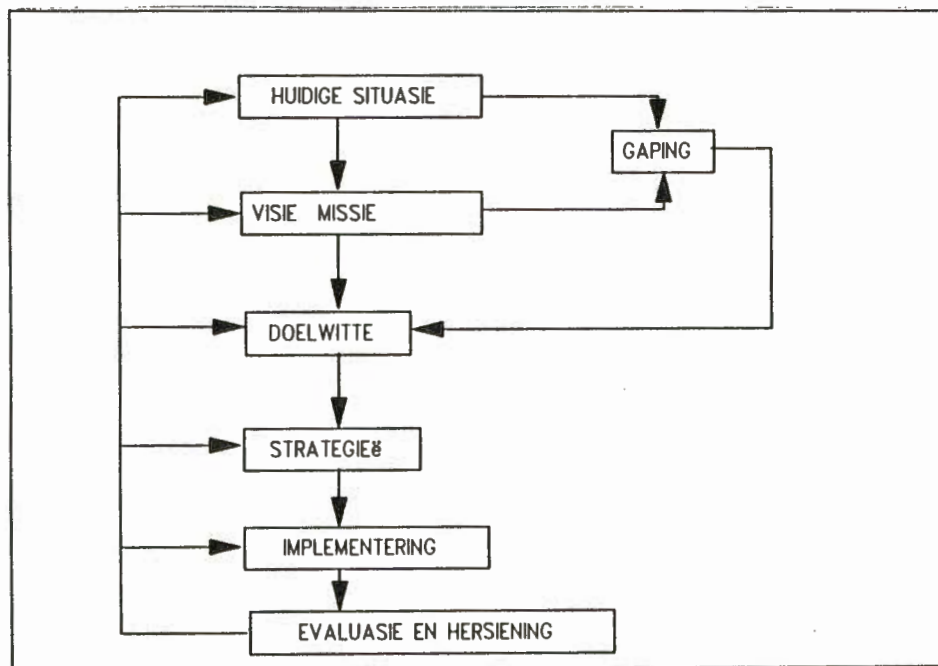 HUIDIGE SITUASIE
GAPING
VISIE MISSIE
DOELWITTE
STRATEGIEë
IMPLEMENTERING
EVALUASIE EN HERSIENING